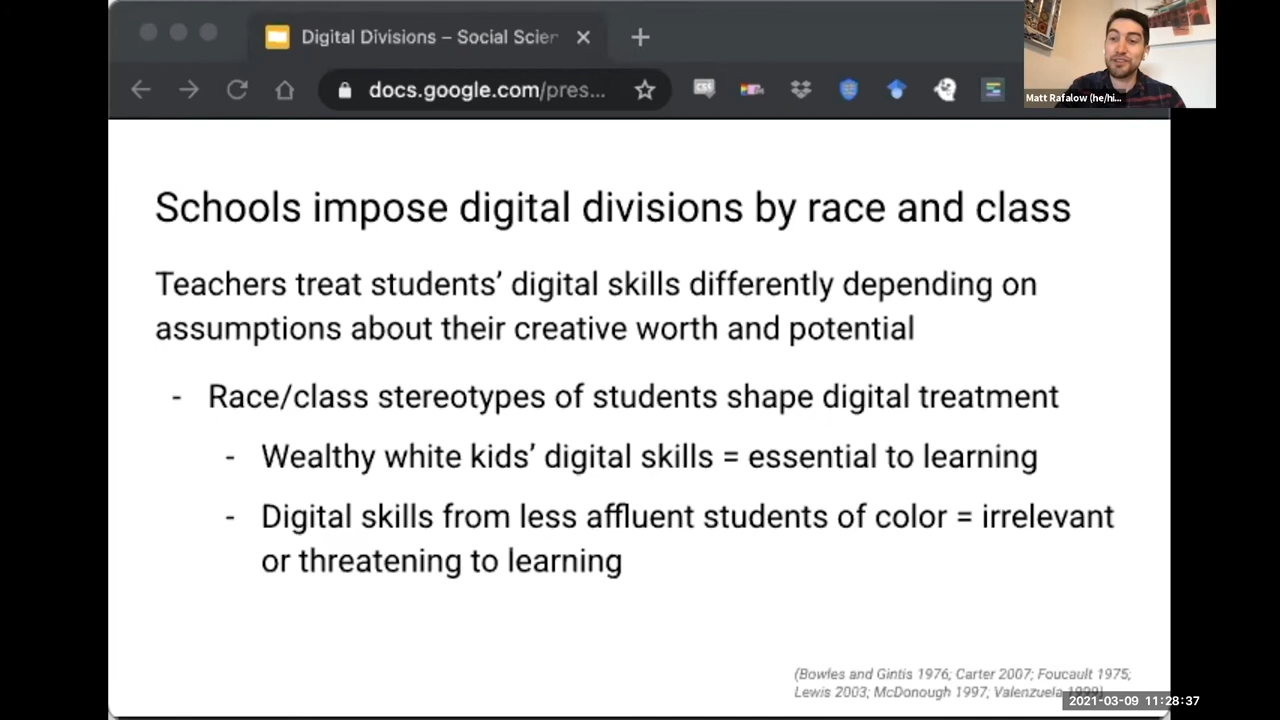 Digital Divisions – Social Scien
docs.google.com/pres...
Matt Rafalow (he/hi...
Schools impose digital divisions by race and class
Teachers treat students’ digital skills differently depending on
assumptions about their creative worth and potential
- Race/class stereotypes of students shape digital treatment
- Wealthy white kids’ digital skills = essential to learning
- Digital skills from less affluent students of color = irrelevant
or threatening to learning
(Bowles and Gintis 1976; Carter 2007; Foucault 1975;
Lewis 2003; McDonough 1997; Valenzuela 1999)
2021-03-09 11:28:37